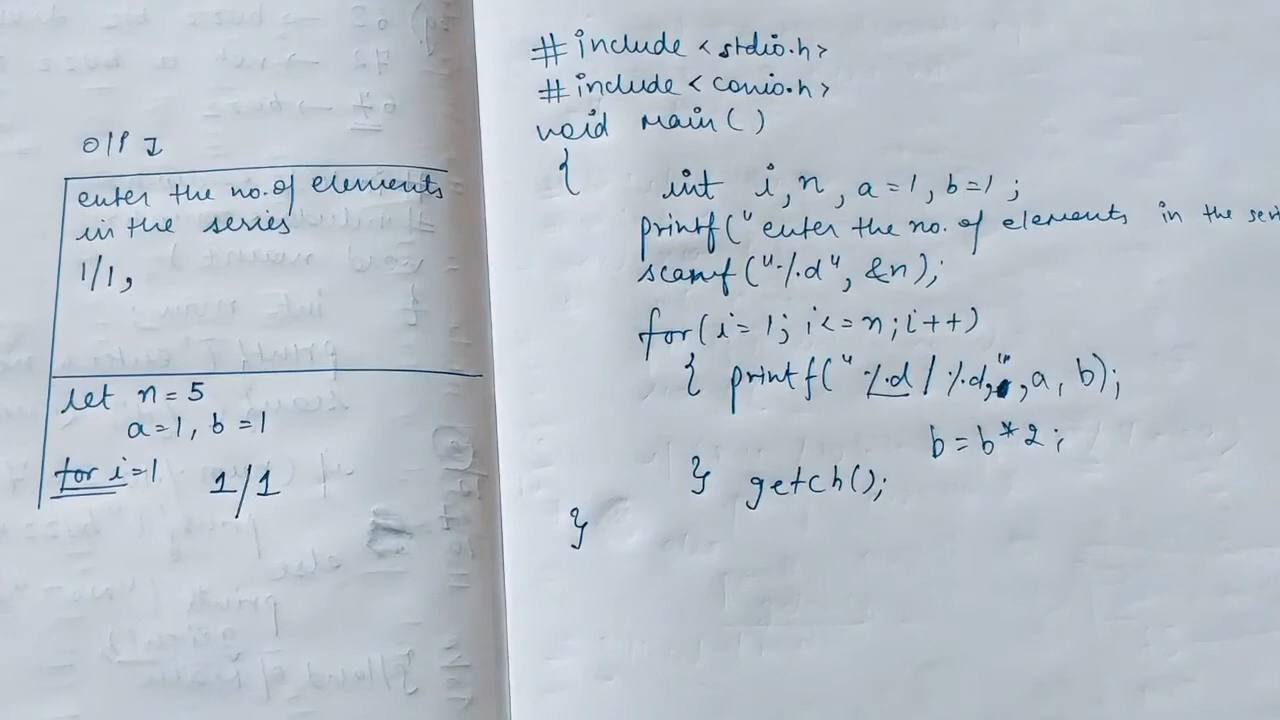 O/P I
enter the no. of elements
in the series
1/1,
let n=5
a=1, b=1
for i=1 1/1
#include <stdio.h>
#include <conio.h>
void main()
{
int i, n, a=1, b=1;
printf("enter the no. of elements in the seri
scanf("%d", &n);
for(i=1; i<=n; i++)
{ printf("%d/%d,", a, b);
b=b*2;
} getch();
}